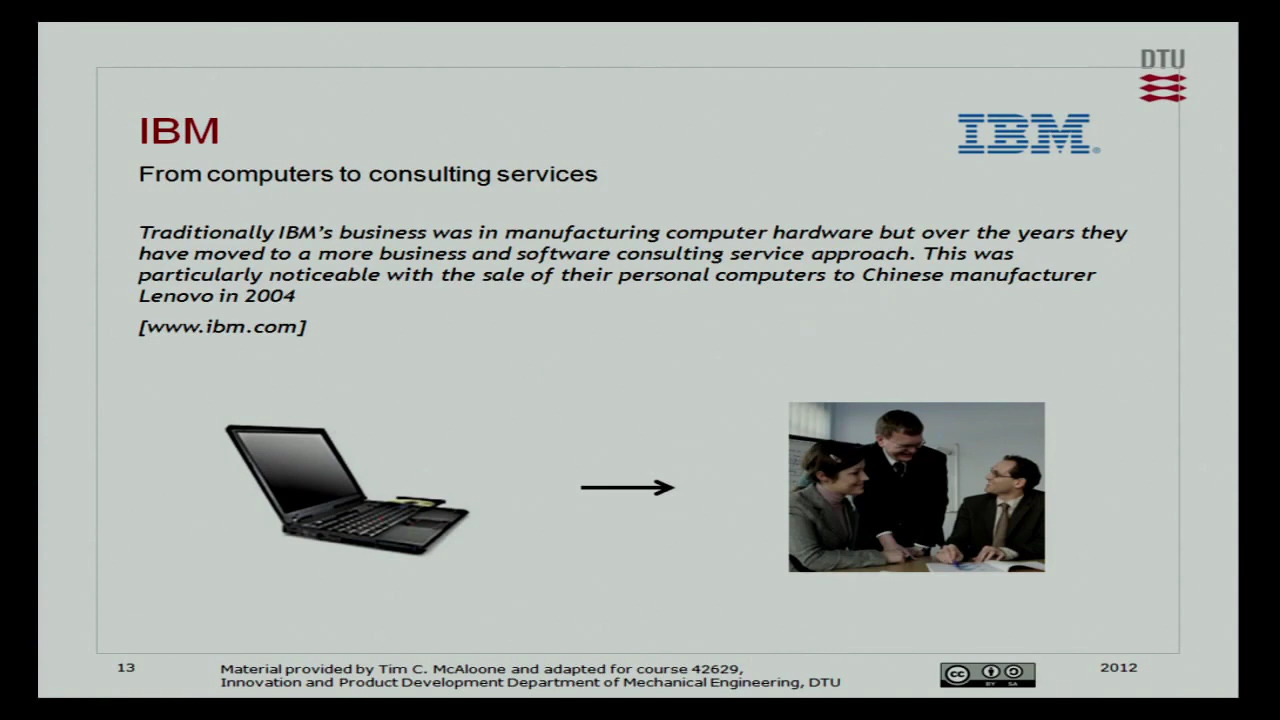 DTU
IBM
IBM®
From computers to consulting services
Traditionally IBM's business was in manufacturing computer hardware but over the years they
have moved to a more business and software consulting service approach. This was
particularly noticeable with the sale of their personal computers to Chinese manufacturer
Lenovo in 2004
[www.ibm.com]
13
Material provided by Tim C. McAloone and adapted for course 42629,
Innovation and Product Development Department of Mechanical Engineering, DTU
cc
BY SA
2012